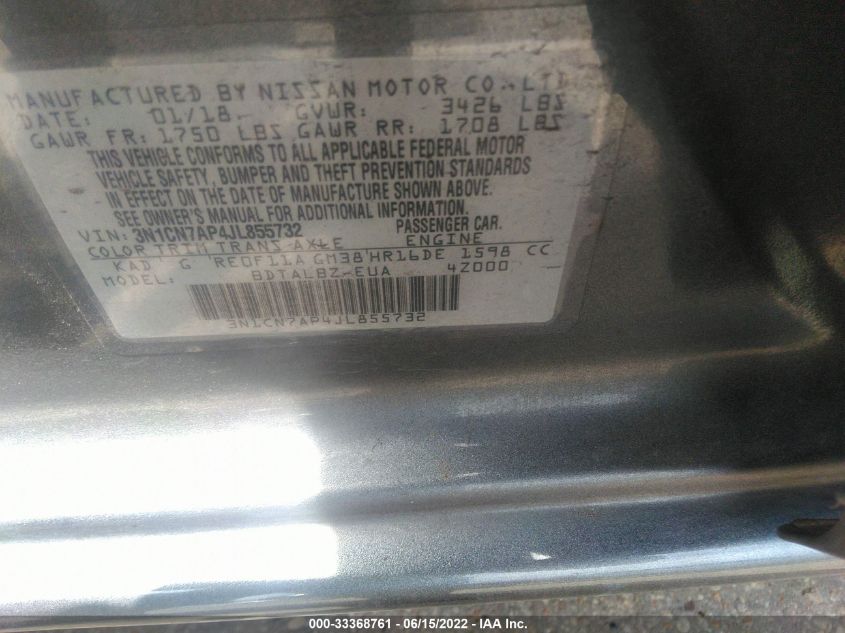 MANUFACTURED BY NISSAN MOTOR CO., LTD
DATE: 01/18 GVWR: 3426 LBS
GAWR FR: 1750 LBS GAWR RR: 1708 LBS
THIS VEHICLE CONFORMS TO ALL APPLICABLE FEDERAL MOTOR
VEHICLE SAFETY, BUMPER AND THEFT PREVENTION STANDARDS
IN EFFECT ON THE DATE OF MANUFACTURE SHOWN ABOVE.
SEE OWNER'S MANUAL FOR ADDITIONAL INFORMATION.
VIN: 3N1CN7AP4JL855732 PASSENGER CAR.
COLOR TRIM TRANS AXLE ENGINE
KAD G RE0F11A GM38 HR16DE 1598 CC
MODEL: BDTALBZ-EUA 4Z000
3N1CN7AP4JL855732
000-33368761 - 06/15/2022 - IAA Inc.